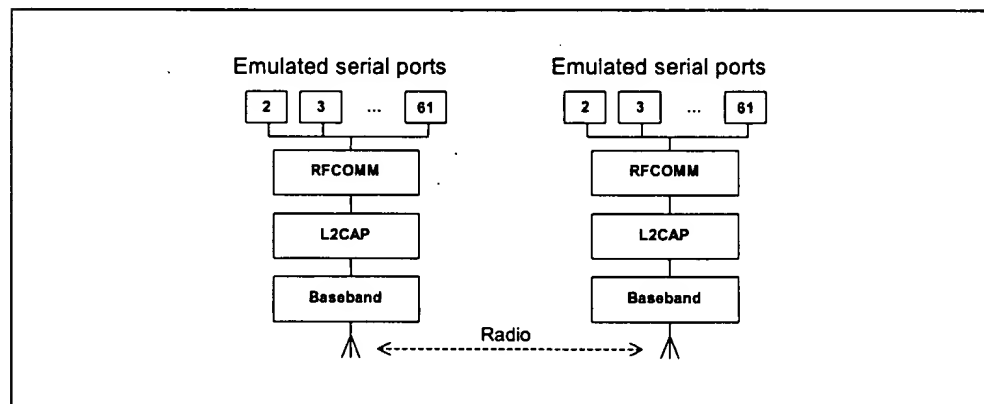 Emulated serial ports Emulated serial ports
2 3 ... 61 2 3 ... 61
RFCOMM RFCOMM
L2CAP L2CAP
Baseband Baseband
Radio